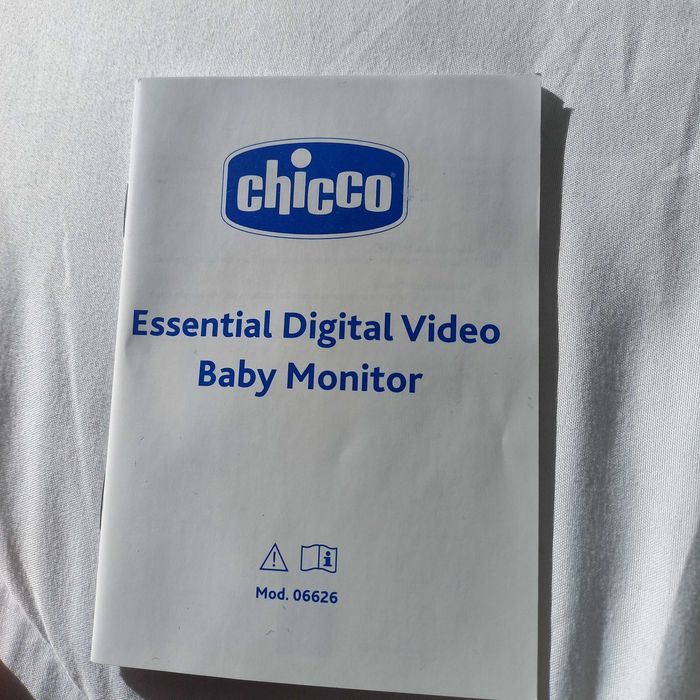 chicco
Essential Digital Video
Baby Monitor
Mod. 06626